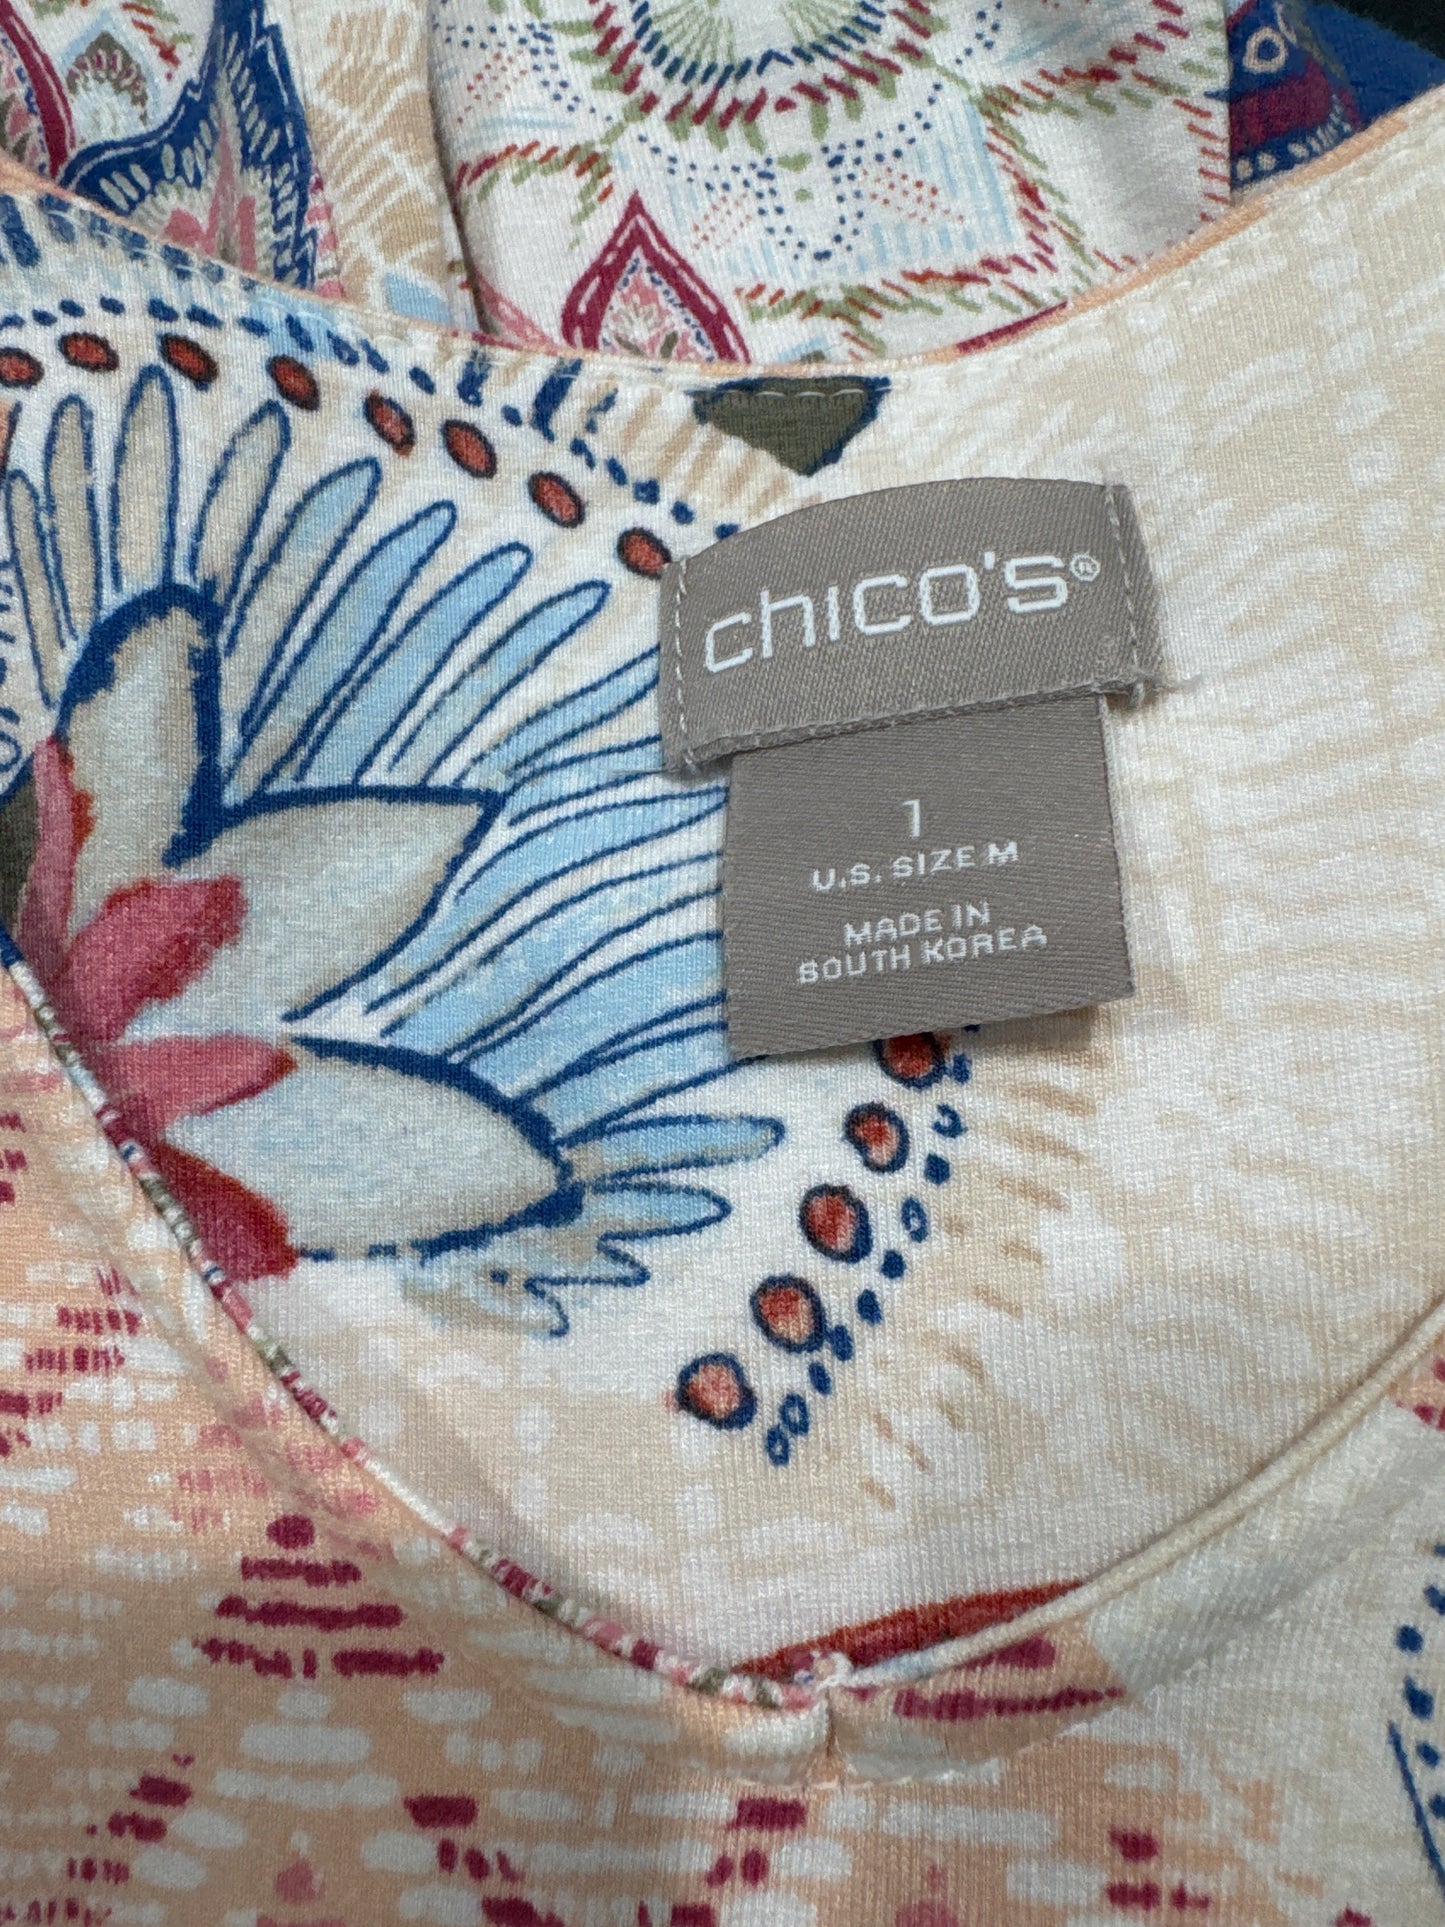 chico's®
1
U.S. SIZE M
MADE IN
SOUTH KOREA